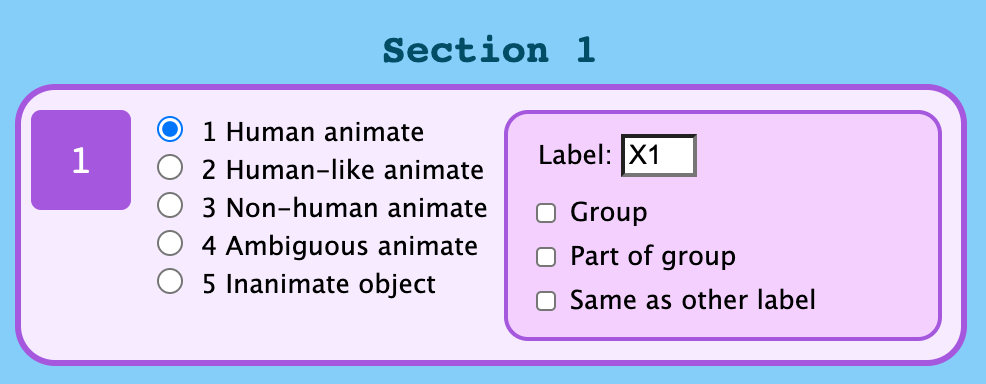 Section 1
1
1 Human animate
2 Human-like animate
3 Non-human animate
4 Ambiguous animate
5 Inanimate object
Label: X1
Group
Part of group
Same as other label